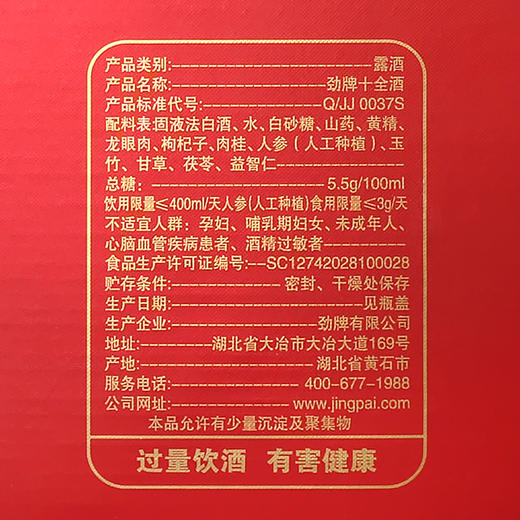 产品类别:------------------露酒
产品名称:------------------劲牌十全酒
产品标准代号:------------------Q/JJ 0037S
配料表:固液法白酒、水、白砂糖、山药、黄精、
龙眼肉、枸杞子、肉桂、人参（人工种植）、玉
竹、甘草、茯苓、益智仁------------------
总糖:------------------5.5g/100ml
饮用限量≤400ml/天人参(人工种植)食用限量≤3g/天
不适宜人群：孕妇、哺乳期妇女、未成年人、
心脑血管疾病患者、酒精过敏者------------------
食品生产许可证编号:--SC12742028100028
贮存条件:------------------密封、干燥处保存
生产日期:------------------见瓶盖
生产企业:------------------劲牌有限公司
地址:--------湖北省大冶市大冶大道169号
产地:------------------湖北省黄石市
服务电话:------------------400-677-1988
公司网址:------------------www.jingpai.com
本品允许有少量沉淀及聚集物
过量饮酒 有害健康